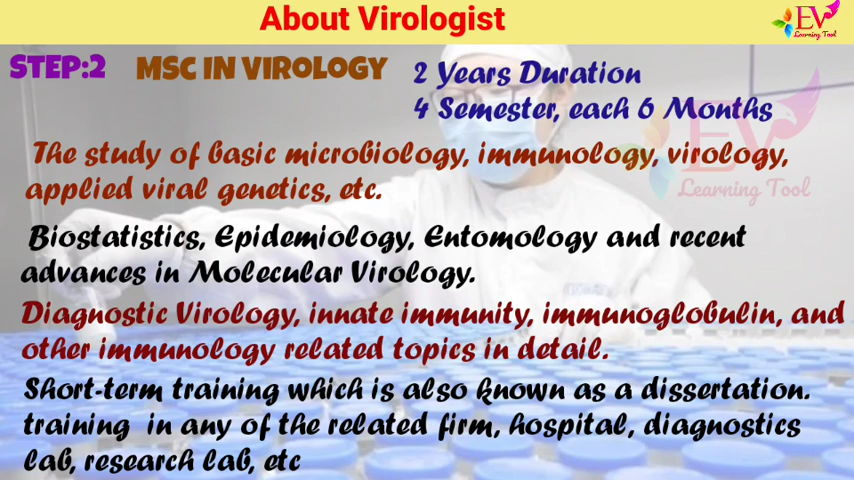 About Virologist
EV
Learning Tool
STEP:2 MSC IN VIROLOGY
2 Years Duration
4 Semester, each 6 Months
EV
Learning Tool
The study of basic microbiology, immunology, virology,
applied viral genetics, etc.
Biostatistics, Epidemiology, Entomology and recent
advances in Molecular Virology.
Diagnostic Virology, innate immunity, immunoglobulin, and
other immunology related topics in detail.
Short-term training which is also known as a dissertation.
training in any of the related firm, hospital, diagnostics
lab, research lab, etc